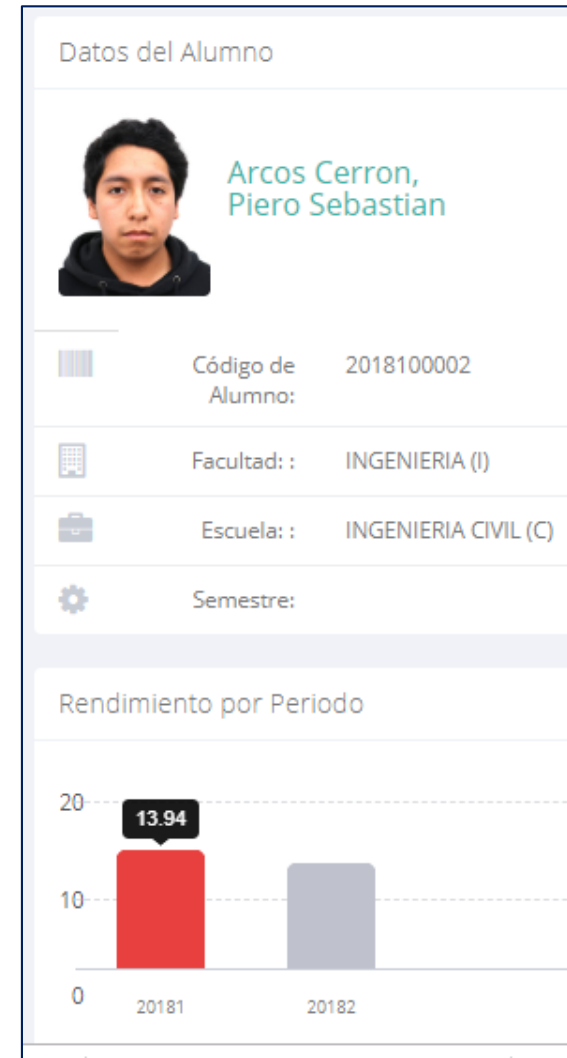 Datos del Alumno
Arcos Cerron,
Piero Sebastian
Código de
Alumno:
2018100002
Facultad: :
INGENIERIA (I)
Escuela: :
INGENIERIA CIVIL (C)
Semestre:
Rendimiento por Periodo
20
13.94
10
0
20181
20182